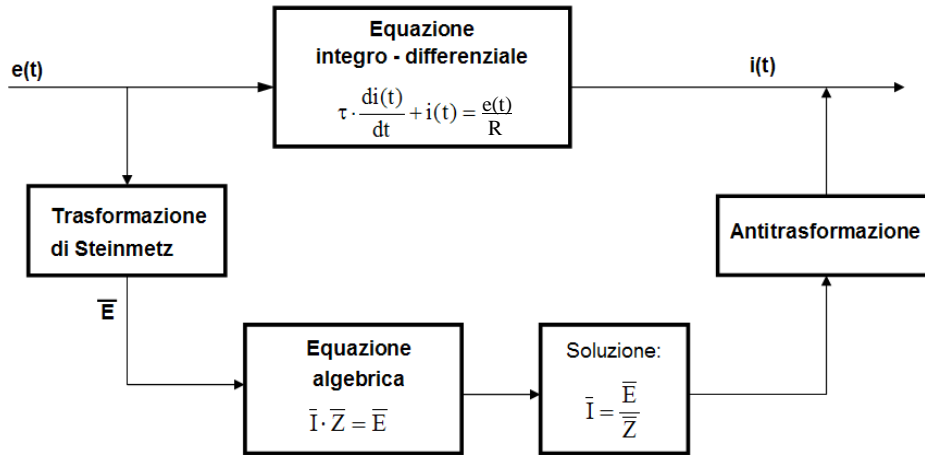 Equazione
integro - differenziale
τ · di(t)/dt + i(t) = e(t)/R
e(t)
i(t)
Trasformazione
di Steinmetz
Antitrasformazione
E̅
Equazione
algebrica
I̅ · Z̅ = E̅
Soluzione:
I̅ = E̅/Z̅